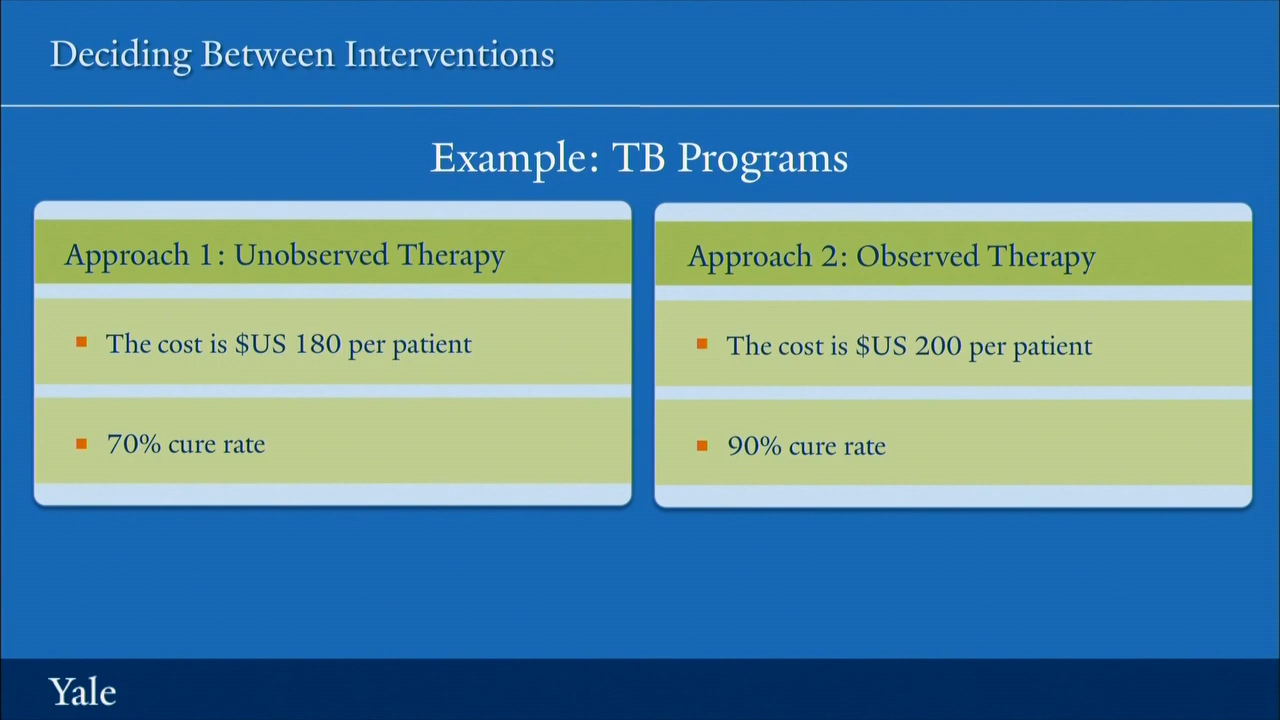 Deciding Between Interventions
Example: TB Programs
Approach 1: Unobserved Therapy
The cost is $US 180 per patient
70% cure rate
Approach 2: Observed Therapy
The cost is $US 200 per patient
90% cure rate
Yale